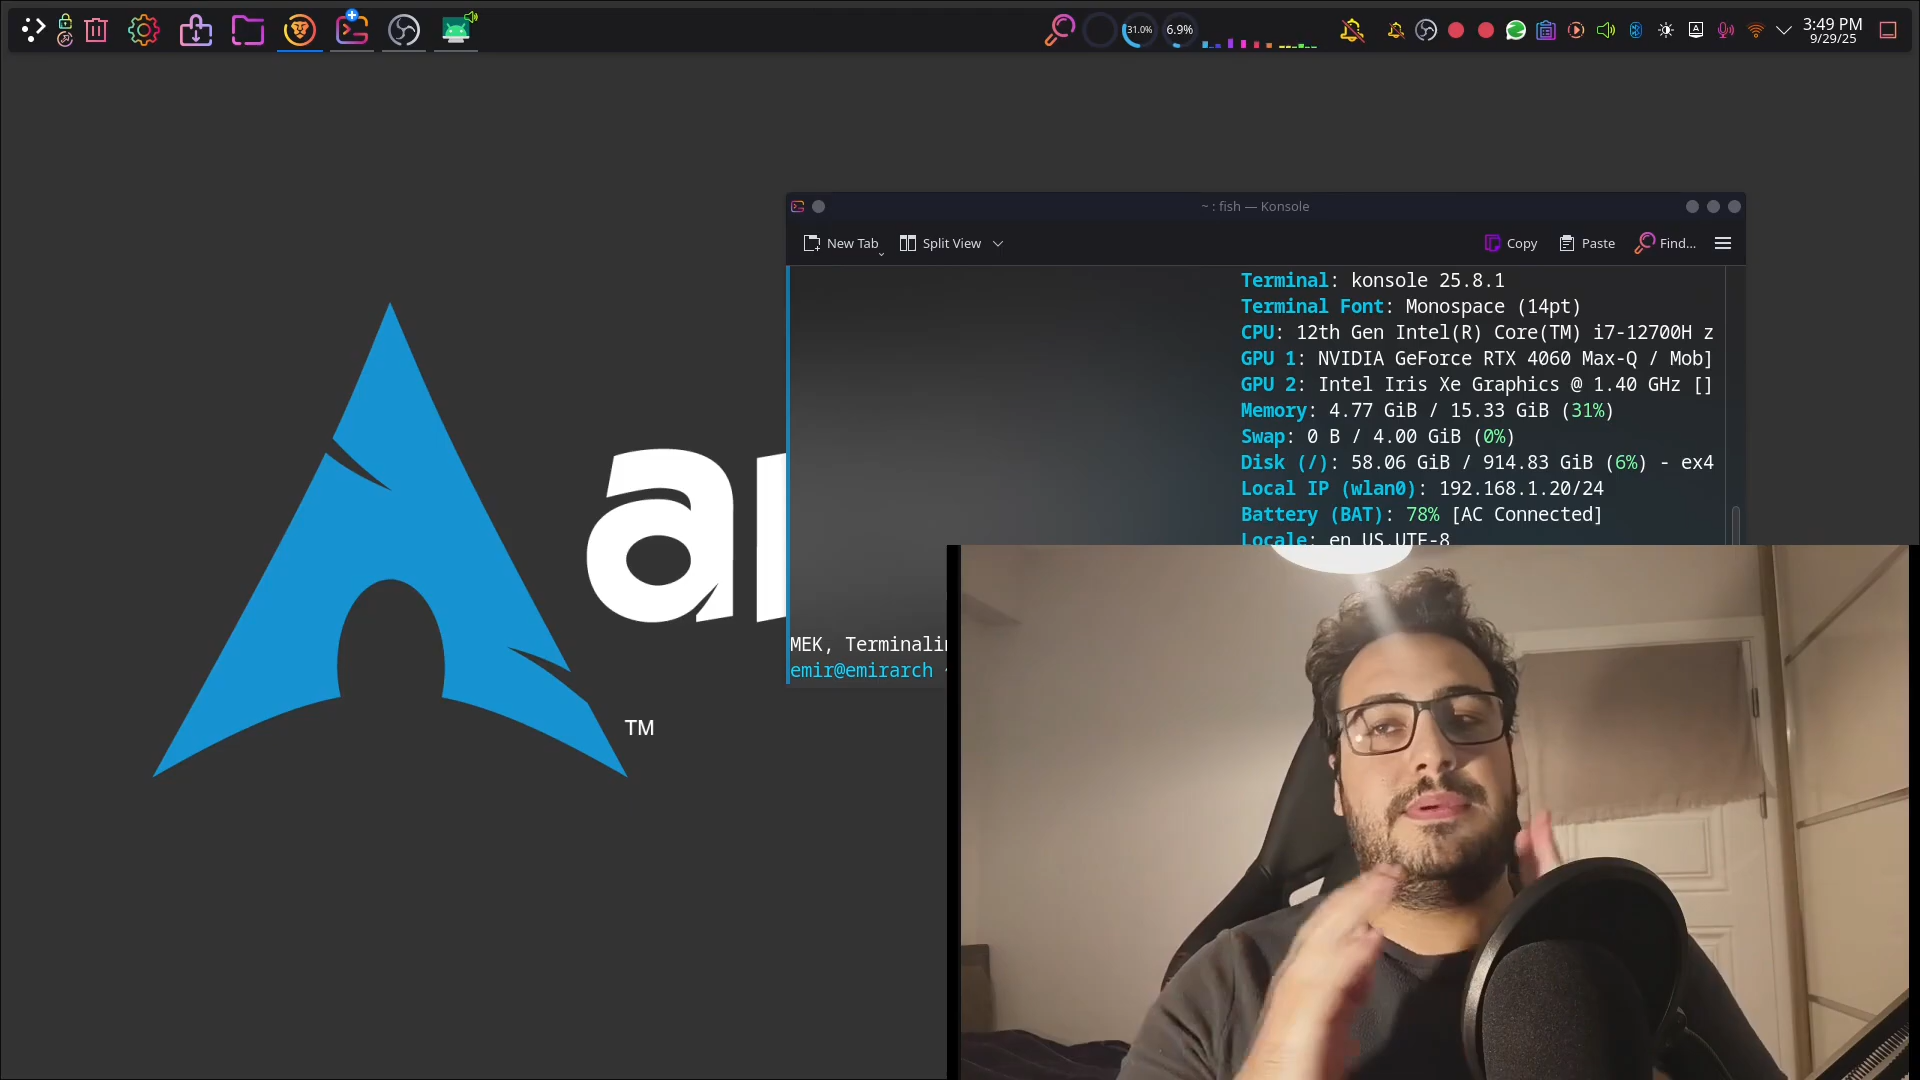 31.0%
6.9%
3:49 PM
9/29/25
~ : fish — Konsole
New Tab
Split View
Copy
Paste
Find...
Terminal: konsole 25.8.1
Terminal Font: Monospace (14pt)
CPU: 12th Gen Intel(R) Core(TM) i7-12700H z
GPU 1: NVIDIA GeForce RTX 4060 Max-Q / Mob]
GPU 2: Intel Iris Xe Graphics @ 1.40 GHz []
Memory: 4.77 GiB / 15.33 GiB (31%)
Swap: 0 B / 4.00 GiB (0%)
Disk (/): 58.06 GiB / 914.83 GiB (6%) - ex4
Local IP (wlan0): 192.168.1.20/24
Battery (BAT): 78% [AC Connected]
Locale: en_US.UTF-8
MEK,
emir@emirarch
a
TM